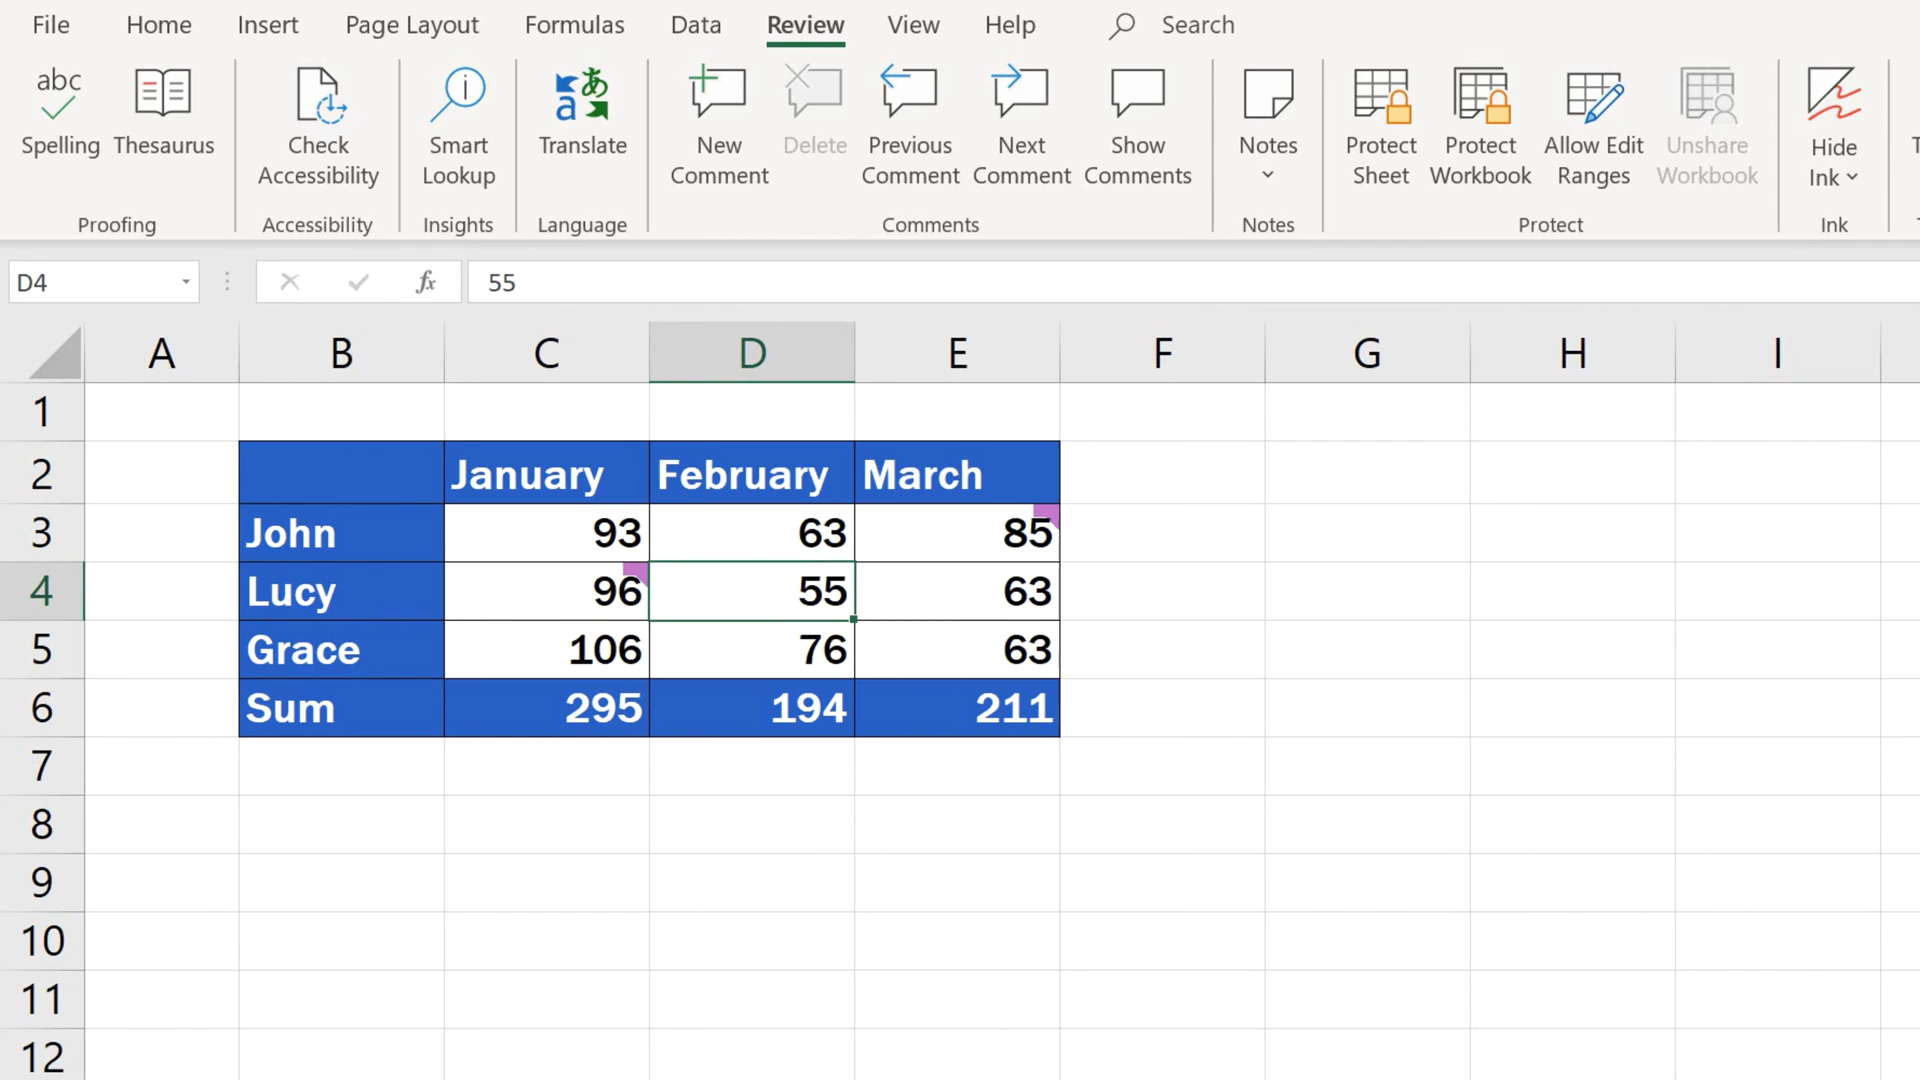 File Home Insert Page Layout Formulas Data Review View Help Search
abc
Spelling Thesaurus Check Accessibility Smart Lookup Translate New Comment Delete Previous Comment Next Comment Show Comments Notes Protect Sheet Protect Workbook Allow Edit Ranges Unshare Workbook Hide Ink
Proofing Accessibility Insights Language Comments Notes Protect Ink
D4 fx 55
A B C D E F G H I
1
2 January February March
3 John 93 63 85
4 Lucy 96 55 63
5 Grace 106 76 63
6 Sum 295 194 211
7
8
9
10
11
12